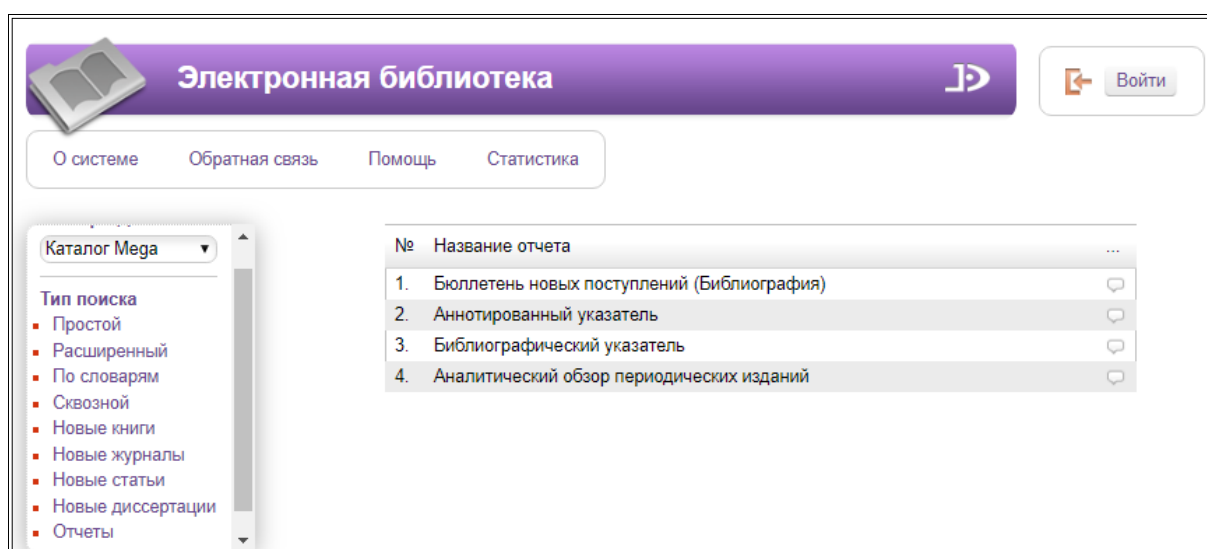 Электронная библиотека
Войти
О системе Обратная связь Помощь Статистика
Каталог Mega
Тип поиска
Простой
Расширенный
По словарям
Сквозной
Новые книги
Новые журналы
Новые статьи
Новые диссертации
Отчеты
№ Название отчета ...
1. Бюллетень новых поступлений (Библиография)
2. Аннотированный указатель
3. Библиографический указатель
4. Аналитический обзор периодических изданий